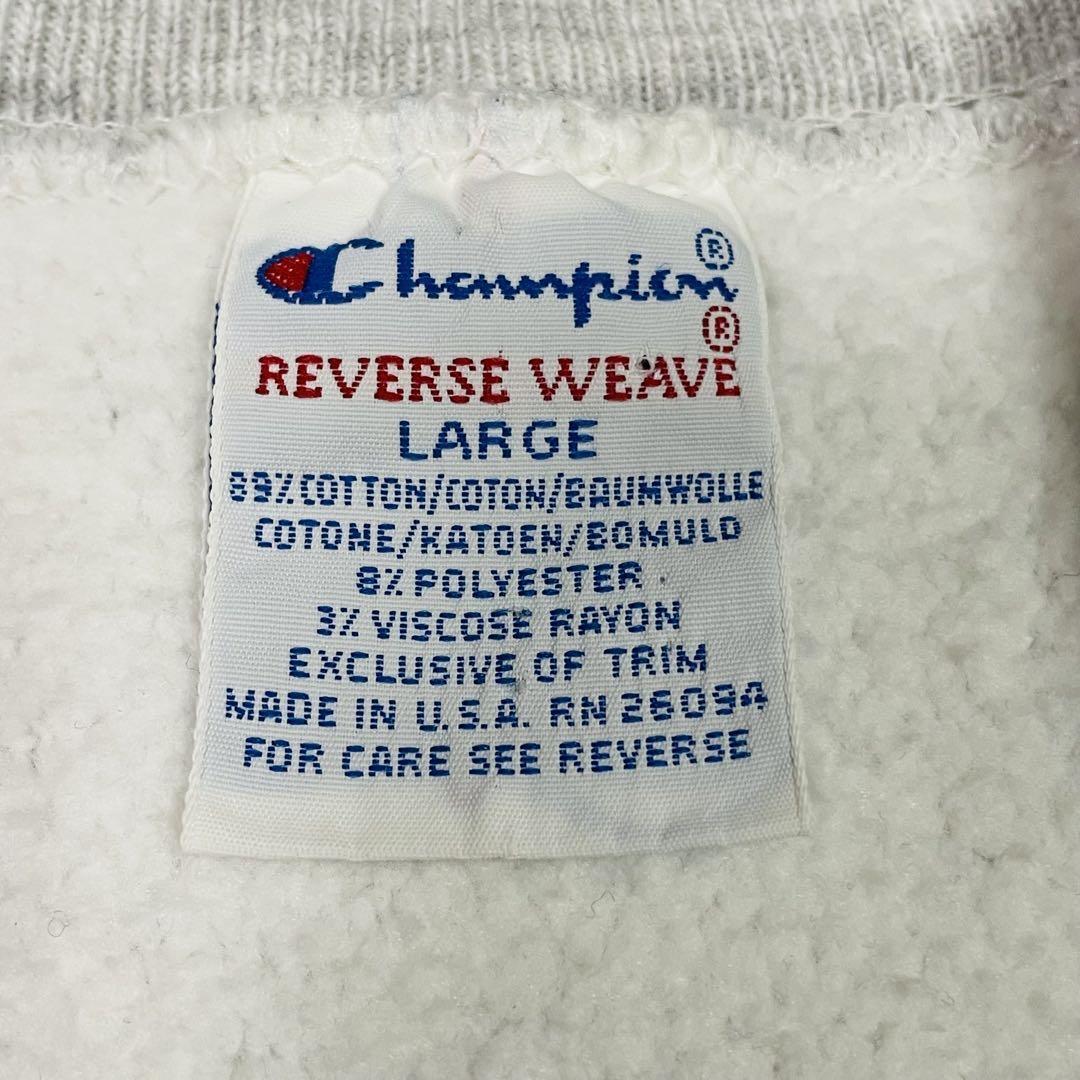 Champion ®
REVERSE WEAVE ®
LARGE
89% COTTON/COTON/BAUMWOLLE
COTONE/KATOEN/BOMULD
8% POLYESTER
3% VISCOSE RAYON
EXCLUSIVE OF TRIM
MADE IN U.S.A. RN 26094
FOR CARE SEE REVERSE